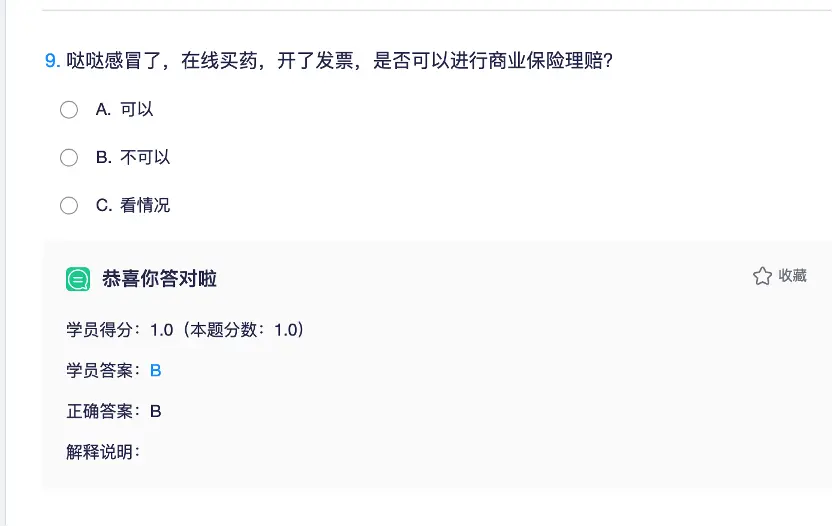 9. 哒哒感冒了，在线买药，开了发票，是否可以进行商业保险理赔？
A. 可以
B. 不可以
C. 看情况
恭喜你答对啦
收藏
学员得分：1.0（本题分数：1.0）
学员答案：B
正确答案：B
解释说明：